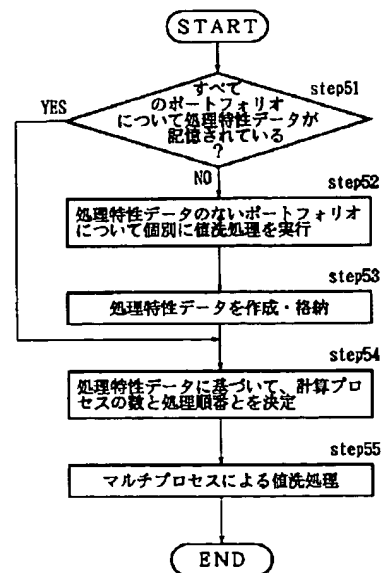 START
すべて
のポートフォリオ
について処理特性データが
記憶されている
?
step51
YES
NO
step52
処理特性データのないポートフォリオ
について個別に値洗処理を実行
step53
処理特性データを作成・格納
step54
処理特性データに基づいて、計算プロ
セスの数と処理順番とを決定
step55
マルチプロセスによる値洗処理
END